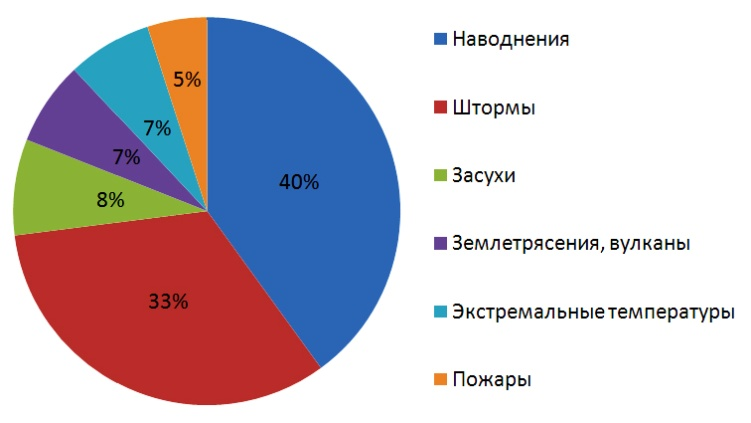 5%
7%
7%
8%
40%
33%
Наводнения
Штормы
Засухи
Землетрясения, вулканы
Экстремальные температуры
Пожары